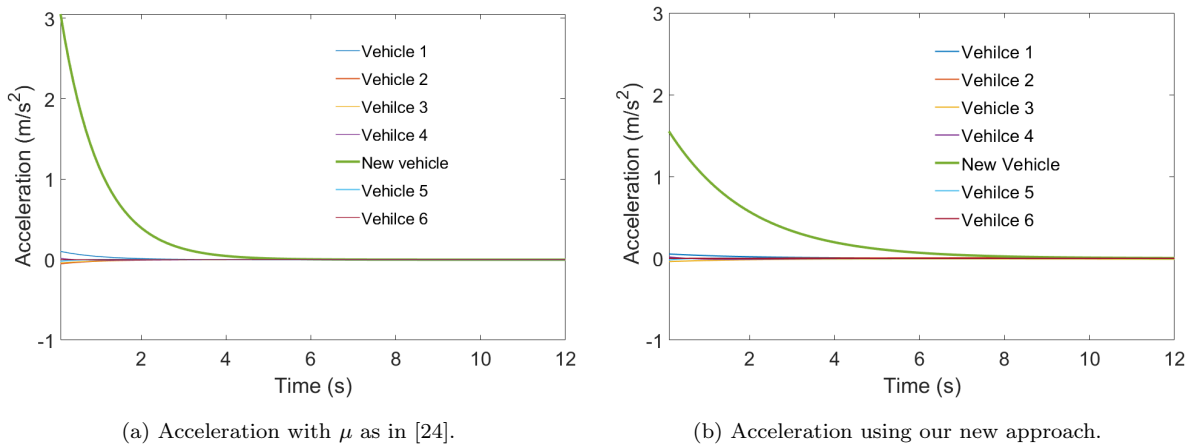 3
2
1
0
-1
Acceleration (m/s²)
2
4
6
8
10
12
Time (s)
Vehicle 1
Vehicle 2
Vehilce 3
Vehilce 4
New vehicle
Vehicle 5
Vehilce 6
(a) Acceleration with μ as in [24].
3
2
1
0
-1
Acceleration (m/s²)
2
4
6
8
10
12
Time (s)
Vehilce 1
Vehilce 2
Vehicle 3
Vehilce 4
New Vehicle
Vehilce 5
Vehilce 6
(b) Acceleration using our new approach.